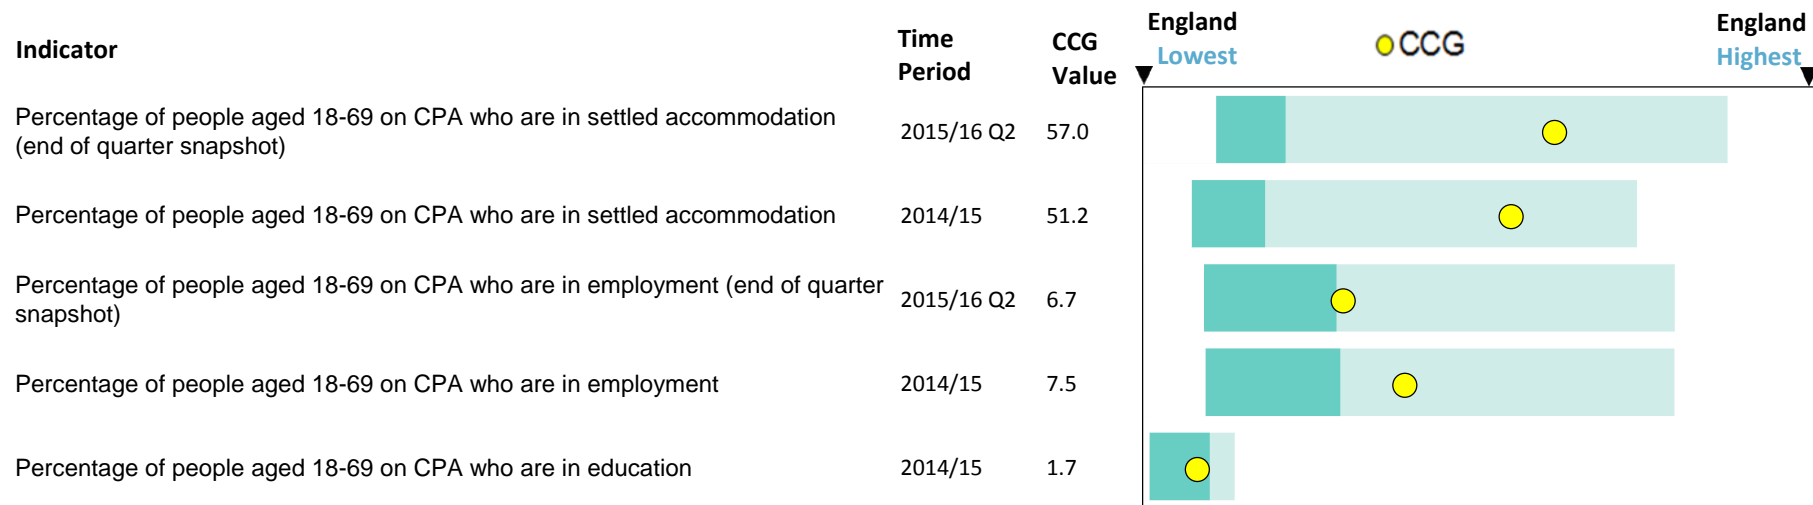 Indicator
Time
Period
CCG
Value
England
Lowest
CCG
England
Highest
Percentage of people aged 18-69 on CPA who are in settled accommodation
(end of quarter snapshot)
2015/16 Q2
57.0
Percentage of people aged 18-69 on CPA who are in settled accommodation
2014/15
51.2
Percentage of people aged 18-69 on CPA who are in employment (end of quarter
snapshot)
2015/16 Q2
6.7
Percentage of people aged 18-69 on CPA who are in employment
2014/15
7.5
Percentage of people aged 18-69 on CPA who are in education
2014/15
1.7